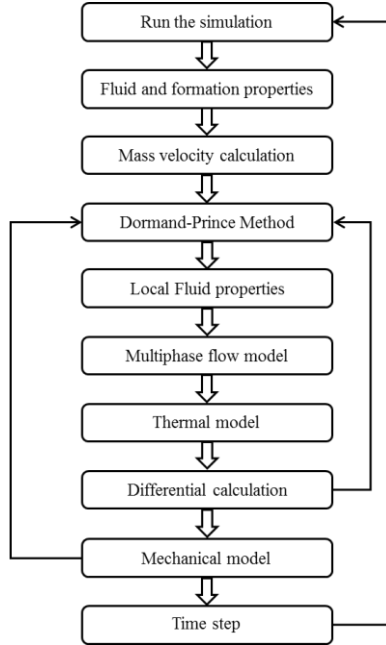 Run the simulation
Fluid and formation properties
Mass velocity calculation
Dormand-Prince Method
Local Fluid properties
Multiphase flow model
Thermal model
Differential calculation
Mechanical model
Time step